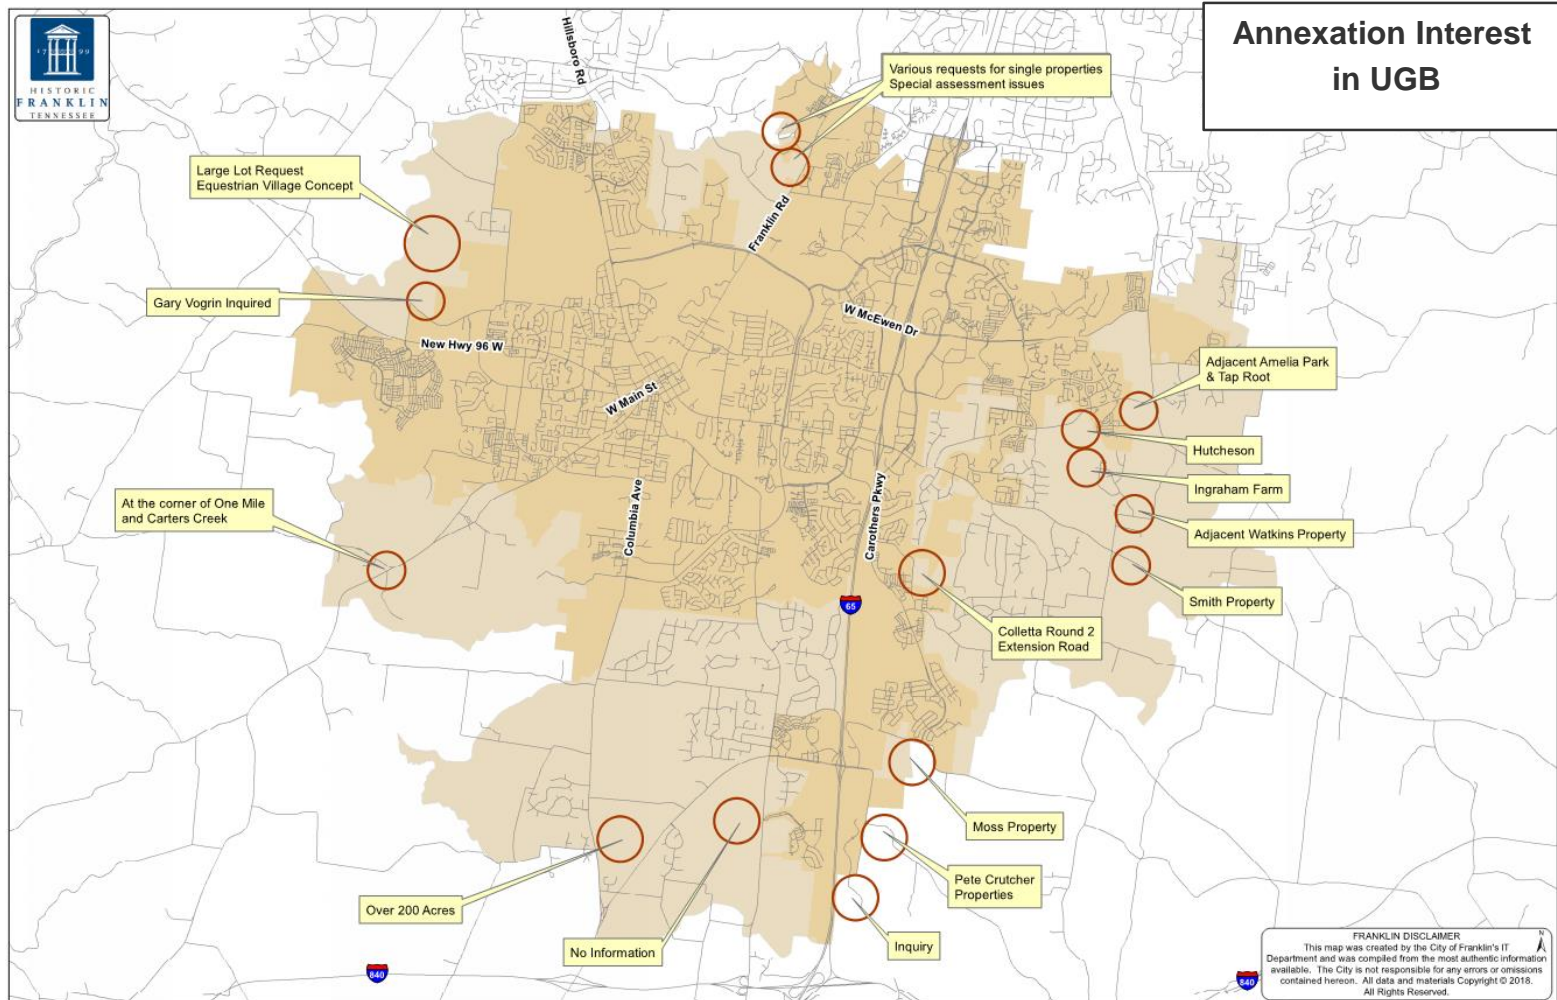 Annexation Interest
in UGB
17 99
HISTORIC
FRANKLIN
TENNESSEE
Hillsboro Rd
Various requests for single properties
Special assessment issues
Large Lot Request
Equestrian Village Concept
Franklin Rd
Gary Vogrin Inquired
W McEwen Dr
New Hwy 96 W
Adjacent Amelia Park
& Tap Root
W Main St
Hutcheson
Ingraham Farm
At the corner of One Mile
and Carters Creek
Columbia Ave
Carothers Pkwy
Adjacent Watkins Property
Smith Property
65
Colletta Round 2
Extension Road
Moss Property
Pete Crutcher
Properties
Over 200 Acres
No Information
Inquiry
840
840
FRANKLIN DISCLAIMER
N
This map was created by the City of Franklin's IT
Department and was compiled from the most authentic information
available. The City is not responsible for any errors or omissions
contained hereon. All data and materials Copyright © 2018.
All Rights Reserved.